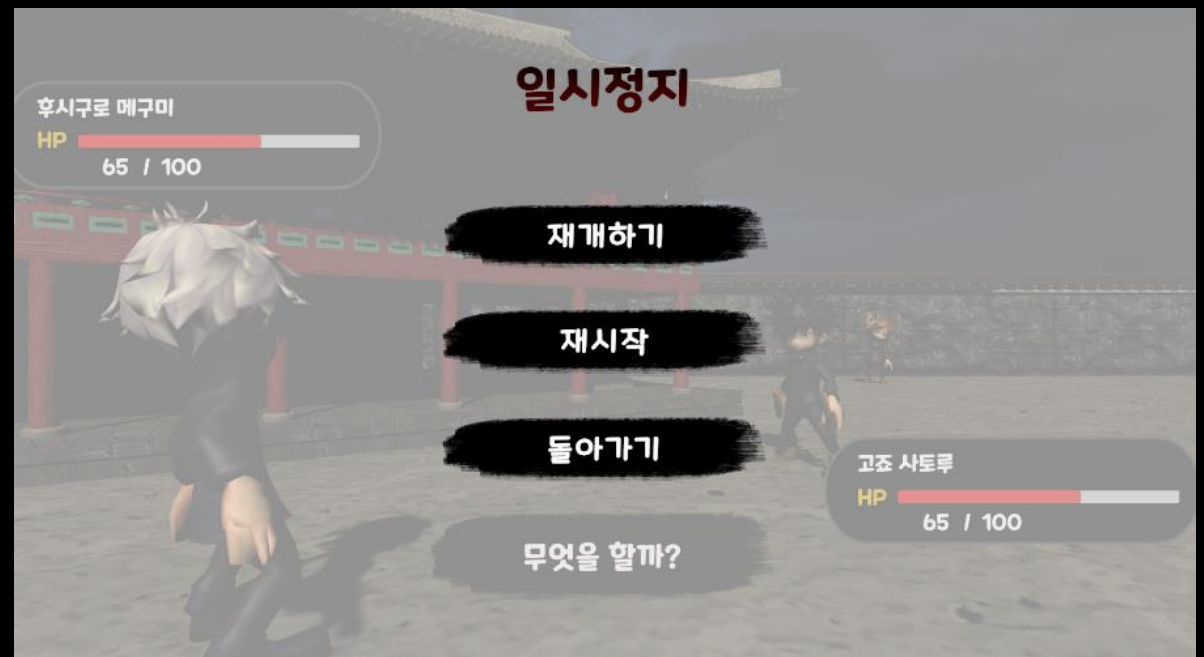 일시정지
후시구로 메구미
HP
65 / 100
재개하기
재시작
돌아가기
고죠 사토루
HP
65 / 100
무엇을 할까?